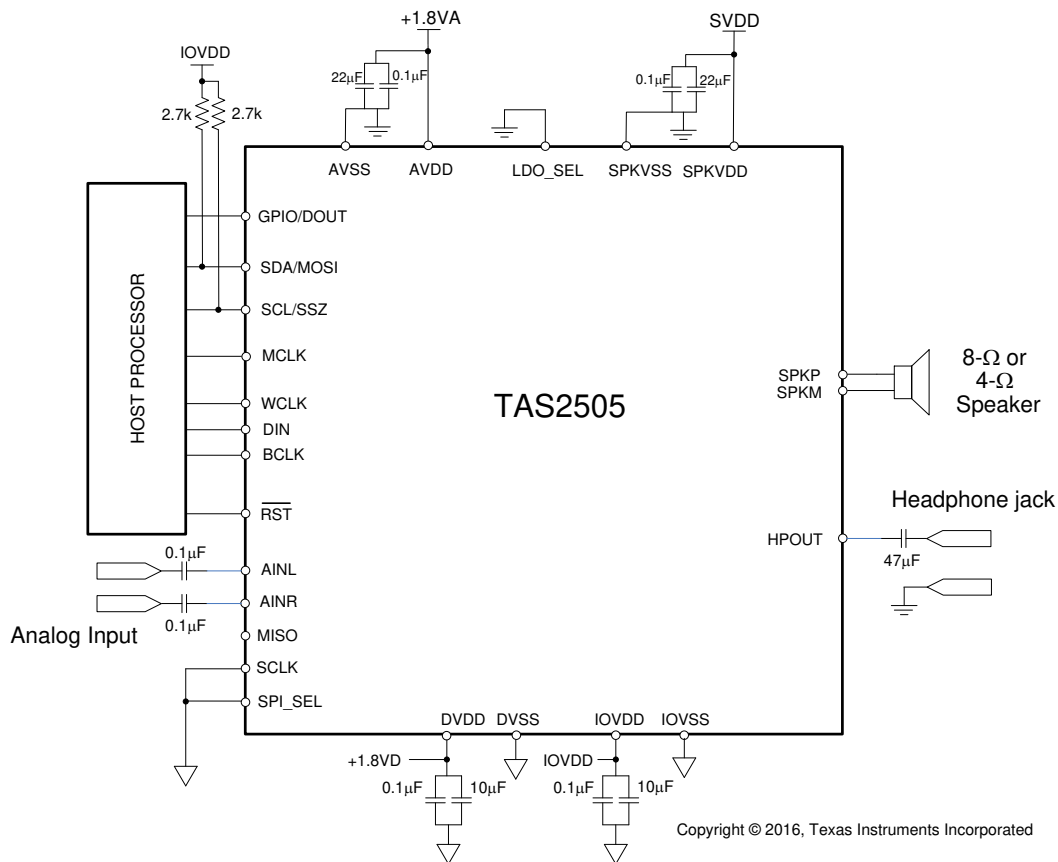 +1.8VA
SVDD
IOVDD
22μF
0.1μF
0.1μF
22μF
2.7k
2.7k
AVSS
AVDD
LDO_SEL
SPKVSS
SPKVDD
HOST PROCESSOR
GPIO/DOUT
SDA/MOSI
SCL/SSZ
MCLK
WCLK
DIN
BCLK
RST
TAS2505
SPKP
SPKM
8-Ω or
4-Ω
Speaker
Headphone jack
HPOUT
47μF
0.1μF
AINL
AINR
0.1μF
Analog Input
MISO
SCLK
SPI_SEL
DVDD
DVSS
IOVDD
IOVSS
+1.8VD
IOVDD
0.1μF
10μF
0.1μF
10μF
Copyright © 2016, Texas Instruments Incorporated